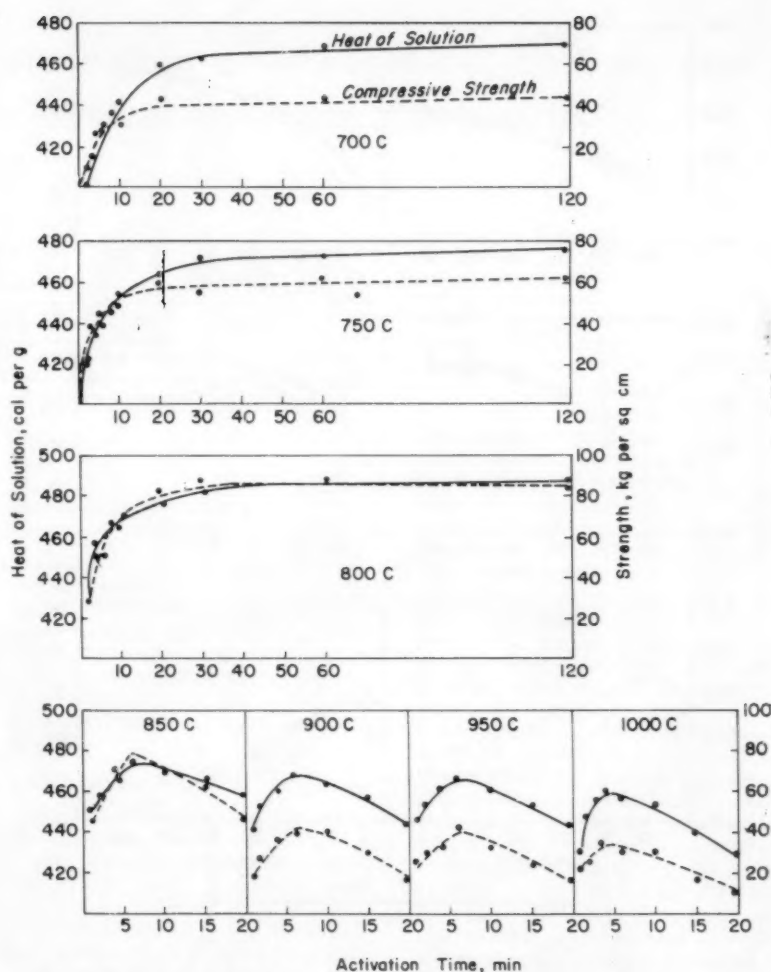 480 80
Heat of Solution
460 60
Compressive Strength
440 40
700 C
420 20
10 20 30 40 50 60 120
480 80
460 60
440 40
750 C
420 20
10 20 30 40 50 60 120
Heat of Solution, cal per g
Strength, kg per sq cm
500 100
480 80
460 60
440 40
800 C
420 20
10 20 30 40 50 60 120
500 850 C 900 C 950 C 1000 C 100
480 80
460 60
440 40
420 20
5 10 15 20 5 10 15 20 5 10 15 20 5 10 15 20
Activation Time, min